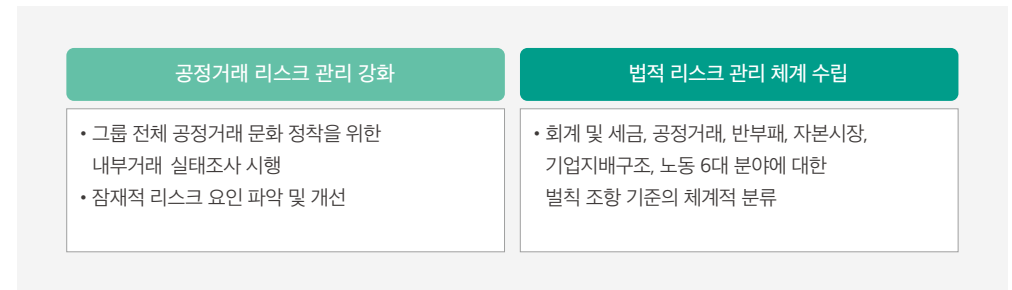 공정거래 리스크 관리 강화
• 그룹 전체 공정거래 문화 정착을 위한
내부거래 실태조사 시행
• 잠재적 리스크 요인 파악 및 개선
법적 리스크 관리 체계 수립
• 회계 및 세금, 공정거래, 반부패, 자본시장,
기업지배구조, 노동 6대 분야에 대한
벌칙 조항 기준의 체계적 분류